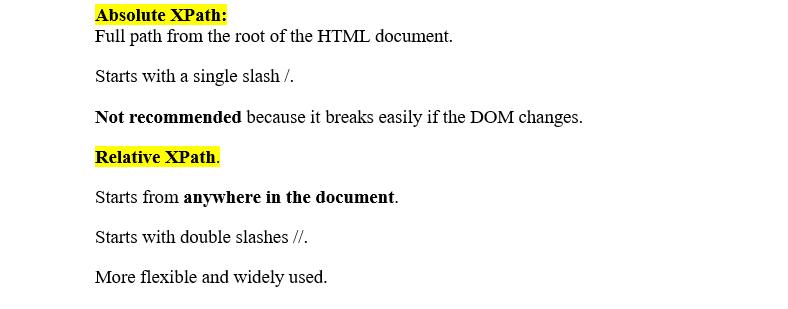 Absolute XPath:
Full path from the root of the HTML document.
Starts with a single slash /.
Not recommended because it breaks easily if the DOM changes.
Relative XPath.
Starts from anywhere in the document.
Starts with double slashes //.
More flexible and widely used.